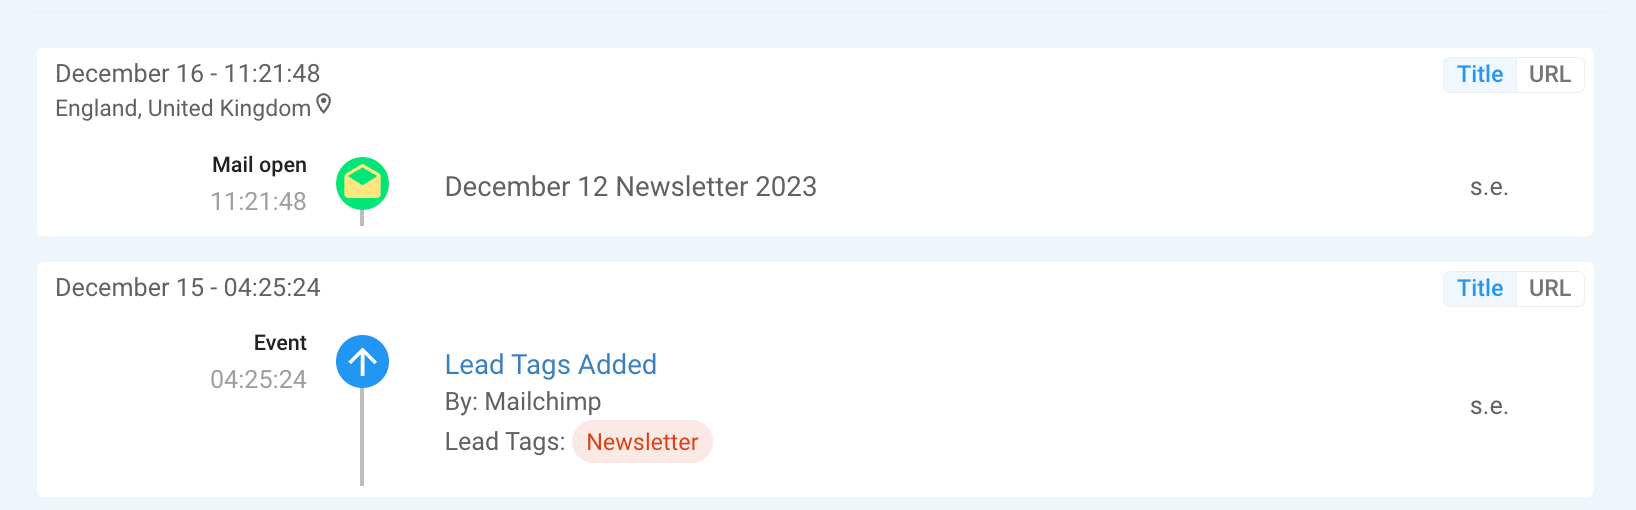 December 16 - 11:21:48
Title URL
England, United Kingdom
Mail open
11:21:48
December 12 Newsletter 2023
s.e.
December 15 - 04:25:24
Title URL
Event
04:25:24
Lead Tags Added
By: Mailchimp
Lead Tags: Newsletter
s.e.